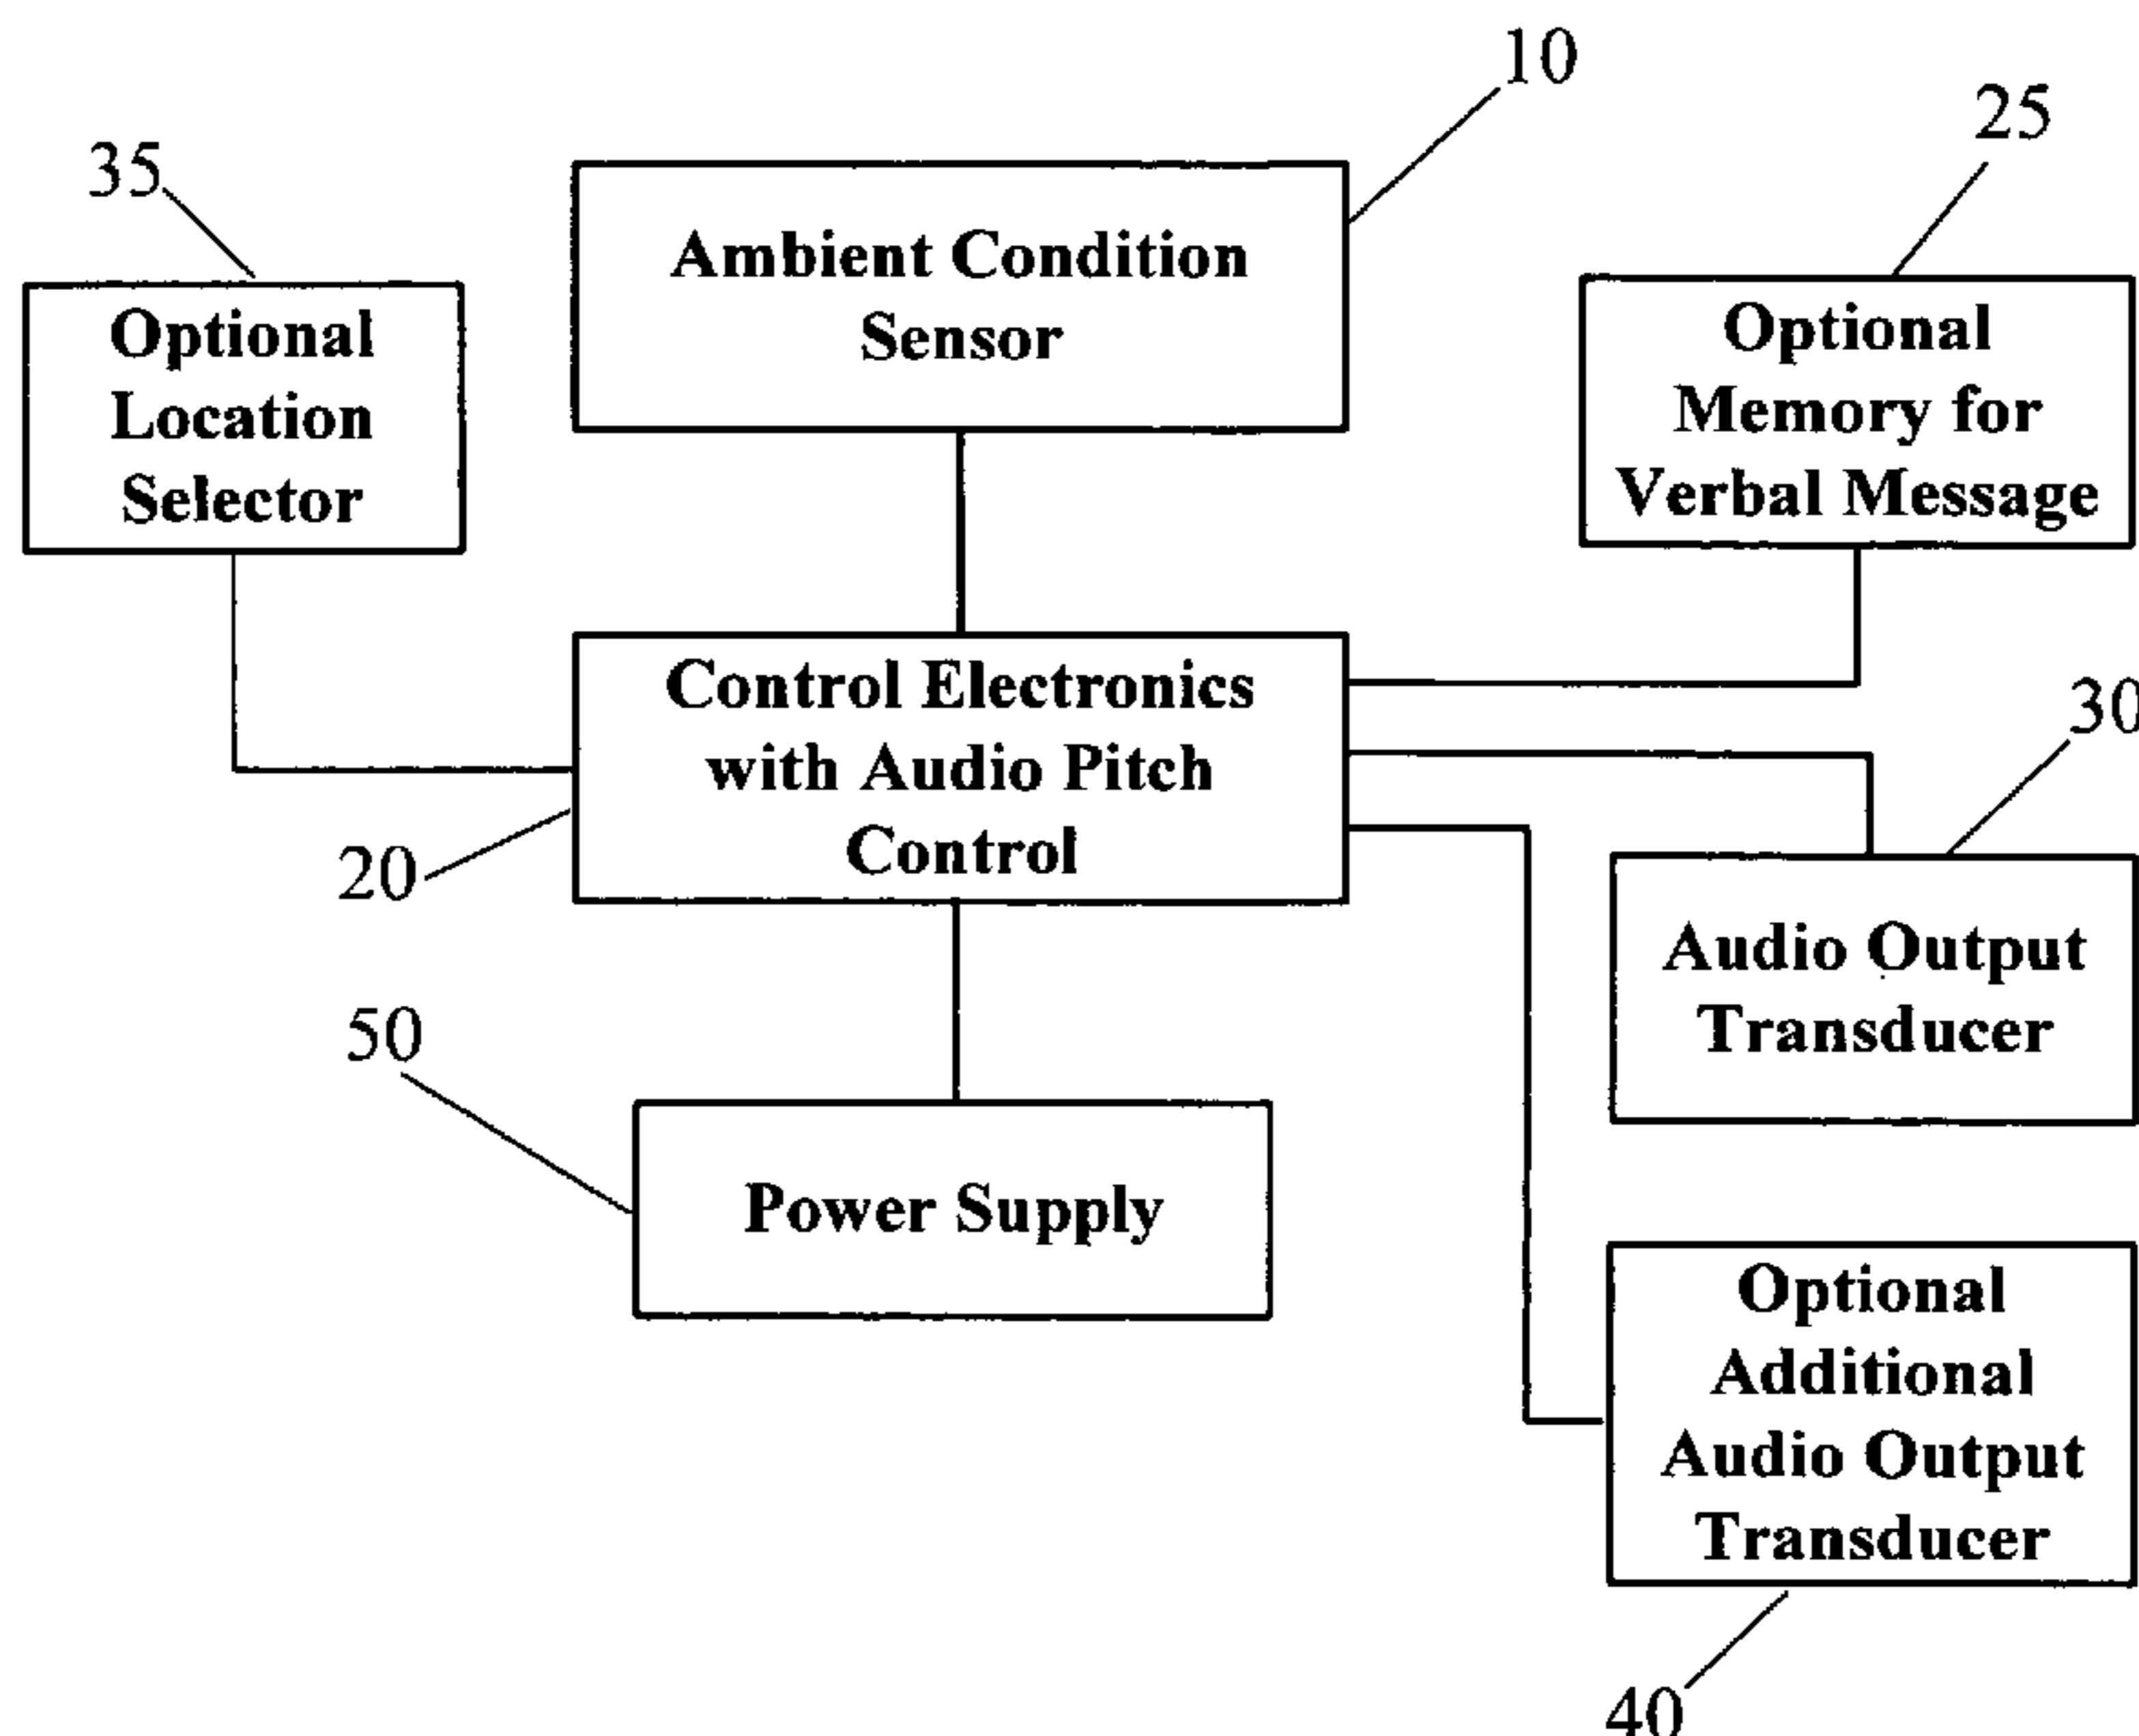 10
25
35
Ambient Condition
Sensor
Optional
Location
Selector
Optional
Memory for
Verbal Message
Control Electronics
with Audio Pitch
Control
20
30
Audio Output
Transducer
50
Power Supply
Optional
Additional
Audio Output
Transducer
40